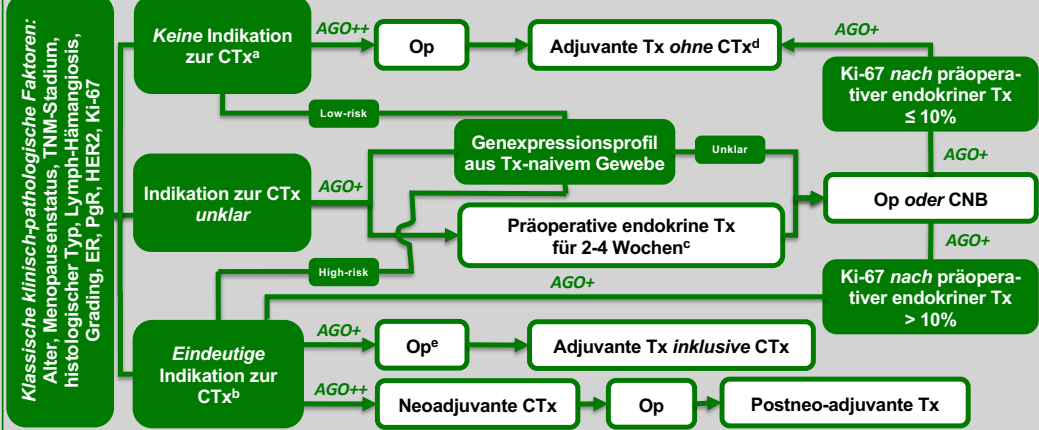 Klassische klinisch-pathologische Faktoren:
Alter, Menopausenstatus, TNM-Stadium,
histologischer Typ, Lymph-Hämangiosis,
Grading, ER, PgR, HER2, Ki-67
Keine Indikation
zur CTxᵃ
AGO++
Op
Adjuvante Tx ohne CTxᵈ
AGO+
Ki-67 nach präopera-
tiver endokriner Tx
≤ 10%
AGO+
Low-risk
Genexpressionsprofil
aus Tx-naivem Gewebe
Unklar
Indikation zur CTx
unklar
AGO+
Präoperative endokrine Tx
für 2-4 Wochenᶜ
Op oder CNB
AGO+
High-risk
AGO+
Ki-67 nach präopera-
tiver endokriner Tx
> 10%
Eindeutige
Indikation zur
CTxᵇ
AGO+
Opᵉ
Adjuvante Tx inklusive CTx
AGO++
Neoadjuvante CTx
Op
Postneo-adjuvante Tx